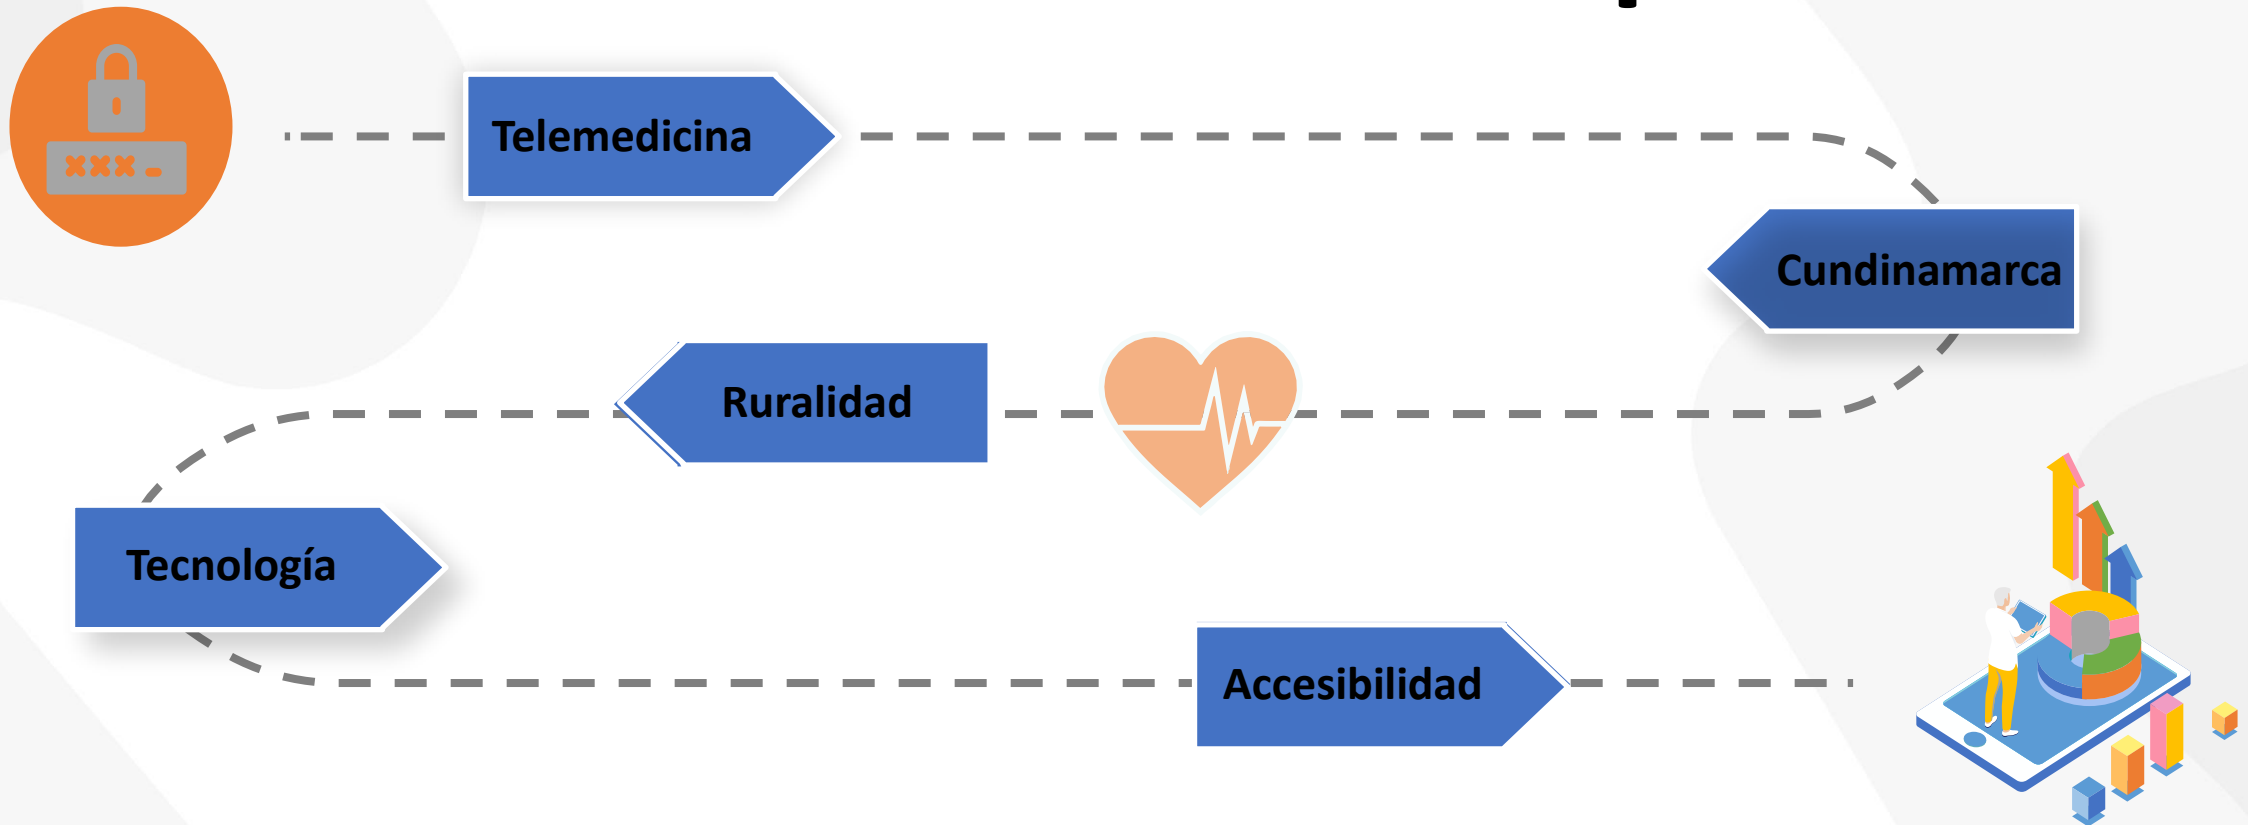 Telemedicina
Cundinamarca
Ruralidad
Tecnología
Accesibilidad